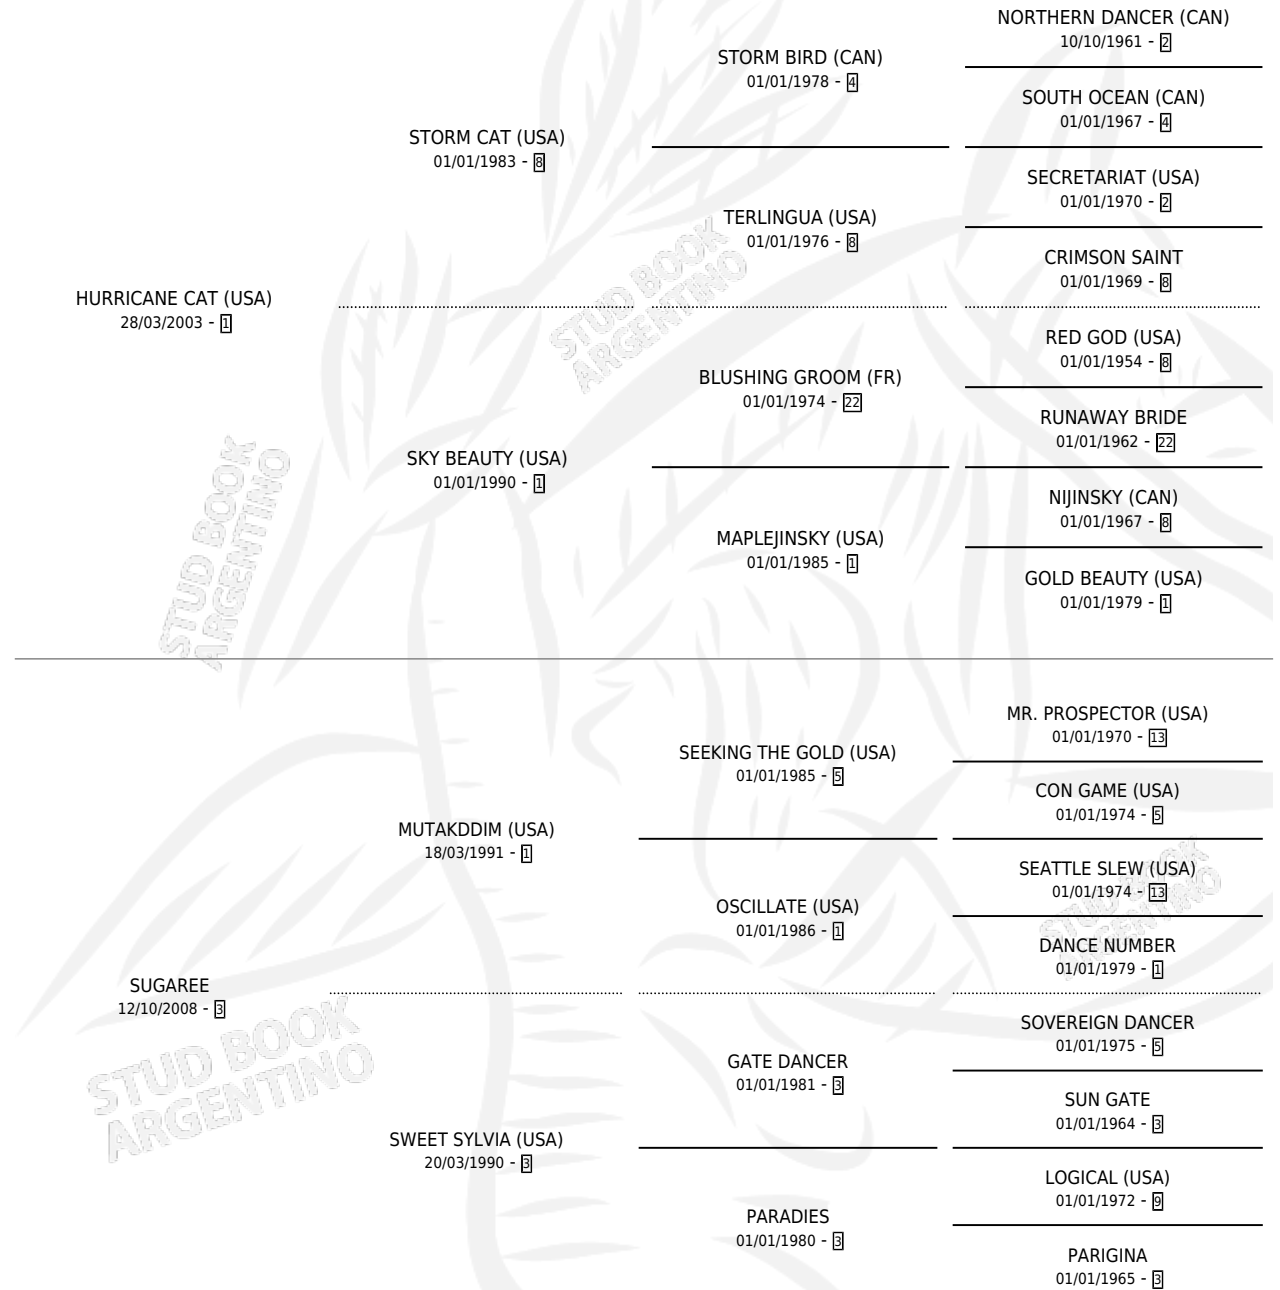 NORTHERN DANCER (CAN)
10/10/1961 - 2
STORM BIRD (CAN)
01/01/1978 - 4
SOUTH OCEAN (CAN)
01/01/1967 - 4
STORM CAT (USA)
01/01/1983 - 8
SECRETARIAT (USA)
01/01/1970 - 2
TERLINGUA (USA)
01/01/1976 - 8
CRIMSON SAINT
01/01/1969 - 8
HURRICANE CAT (USA)
28/03/2003 - 1
RED GOD (USA)
01/01/1954 - 8
BLUSHING GROOM (FR)
01/01/1974 - 22
RUNAWAY BRIDE
01/01/1962 - 22
SKY BEAUTY (USA)
01/01/1990 - 1
NIJINSKY (CAN)
01/01/1967 - 8
MAPLEJINSKY (USA)
01/01/1985 - 1
GOLD BEAUTY (USA)
01/01/1979 - 1
MR. PROSPECTOR (USA)
01/01/1970 - 13
SEEKING THE GOLD (USA)
01/01/1985 - 5
CON GAME (USA)
01/01/1974 - 5
MUTAKDDIM (USA)
18/03/1991 - 1
SEATTLE SLEW (USA)
01/01/1974 - 13
OSCILLATE (USA)
01/01/1986 - 1
DANCE NUMBER
01/01/1979 - 1
SUGAREE
12/10/2008 - 3
SOVEREIGN DANCER
01/01/1975 - 5
GATE DANCER
01/01/1981 - 3
SUN GATE
01/01/1964 - 3
SWEET SYLVIA (USA)
20/03/1990 - 3
LOGICAL (USA)
01/01/1972 - 9
PARADIES
01/01/1980 - 3
PARIGINA
01/01/1965 - 3
STUD BOOK
ARGENTINO
STUD BOOK
ARGENTINO
STUD BOOK
ARGENTINO
STUD BOOK
ARGENTINO